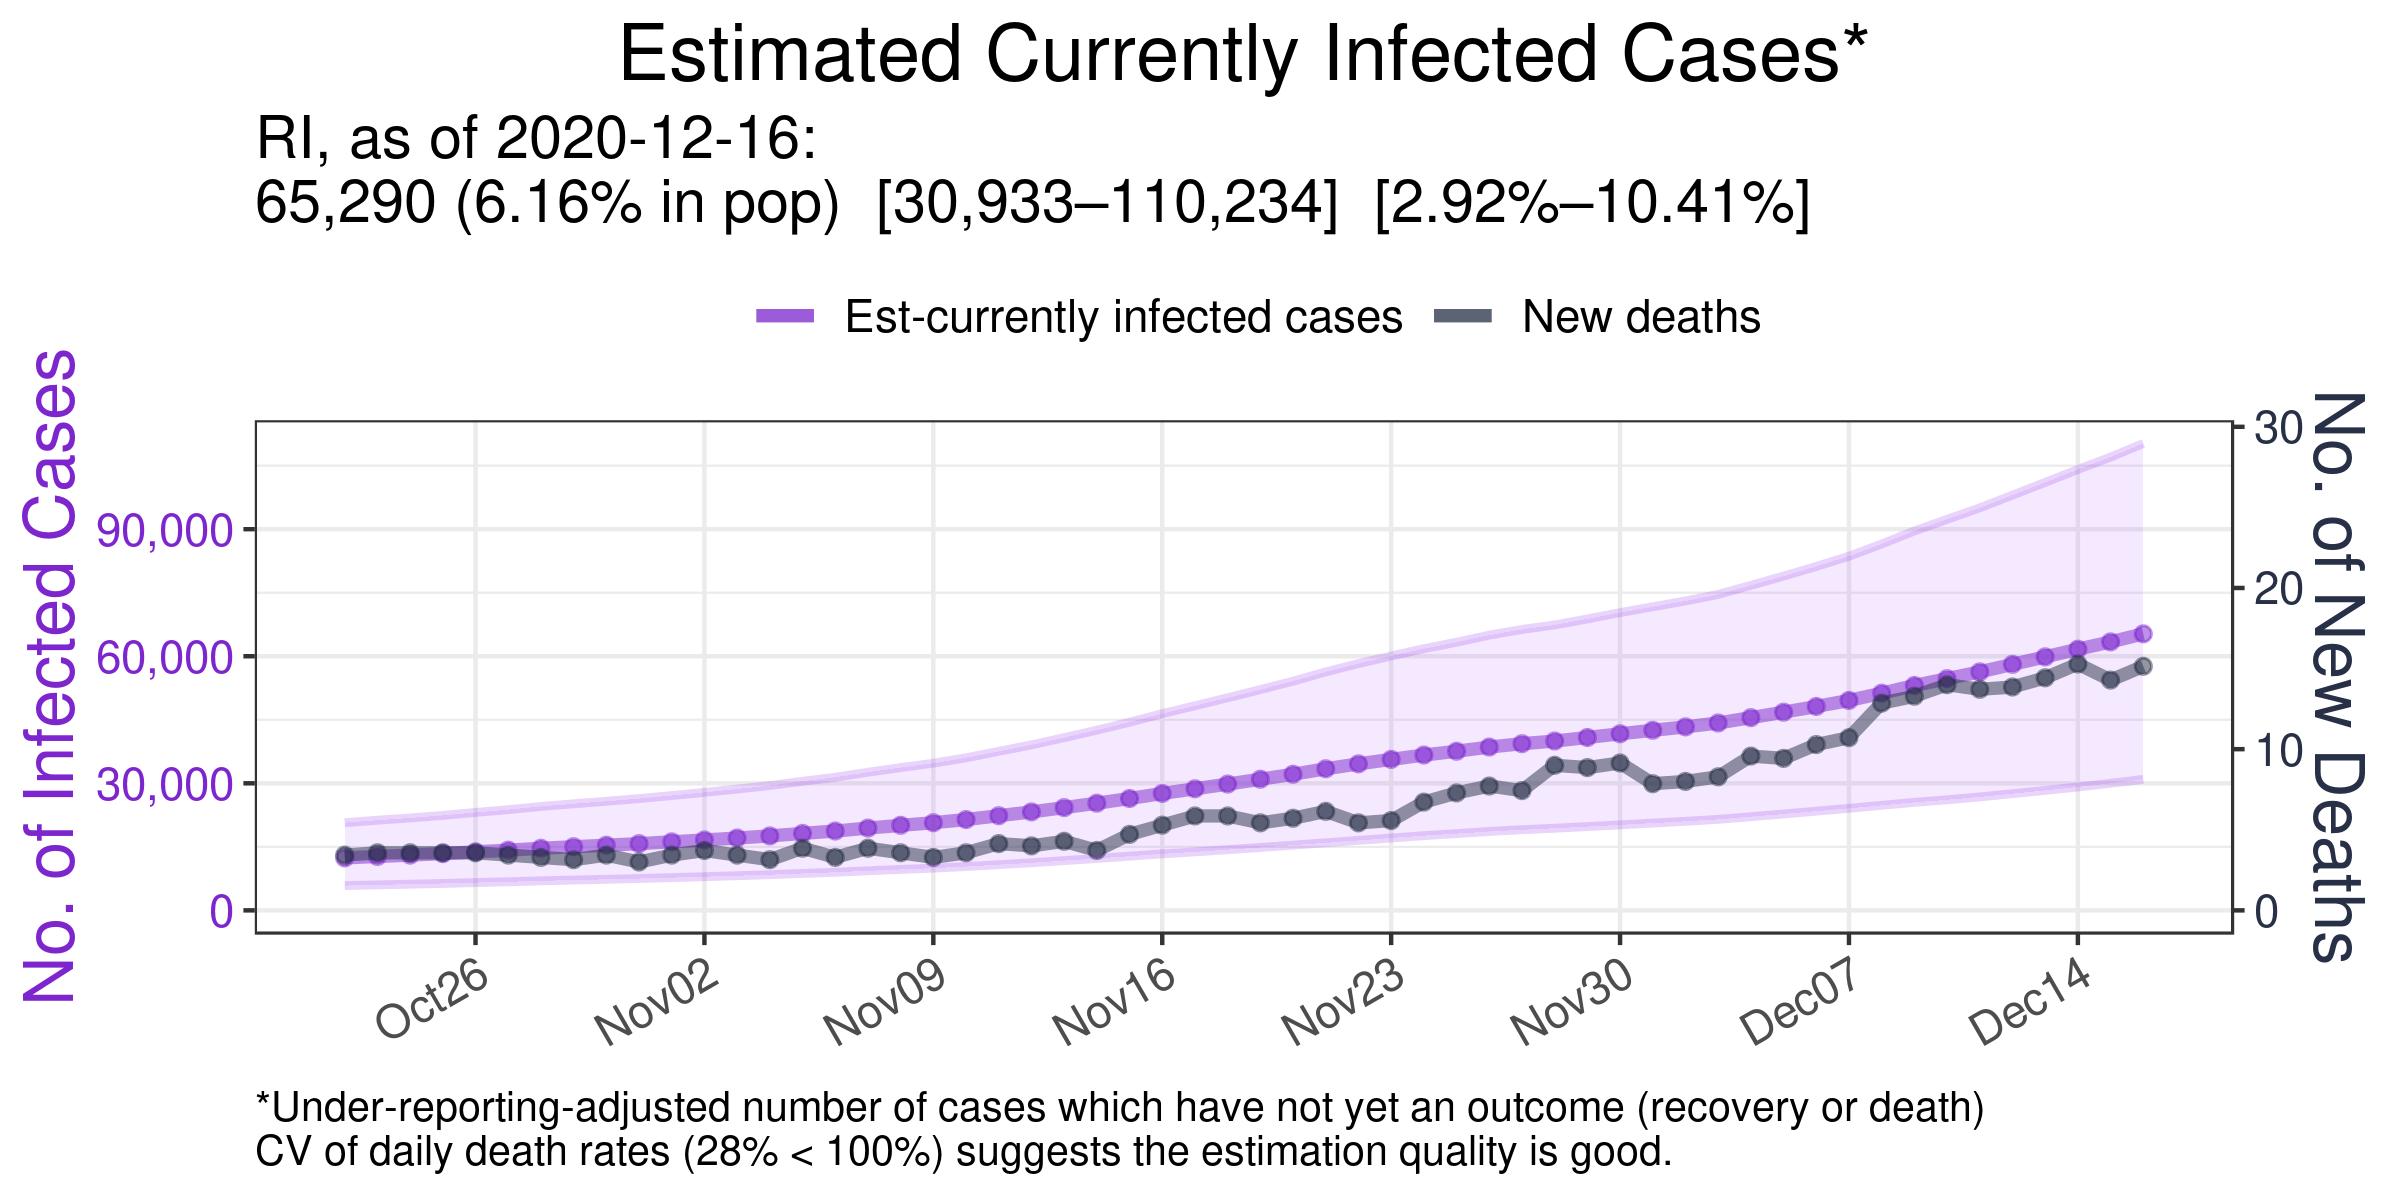 Estimated Currently Infected Cases*
RI, as of 2020-12-16:
65,290 (6.16% in pop)  [30,933–110,234]  [2.92%–10.41%]
Est-currently infected cases
New deaths
No. of Infected Cases
90,000
60,000
30,000
0
30
20
10
0
No. of New Deaths
Oct26
Nov02
Nov09
Nov16
Nov23
Nov30
Dec07
Dec14
*Under-reporting-adjusted number of cases which have not yet an outcome (recovery or death)
CV of daily death rates (28% < 100%) suggests the estimation quality is good.